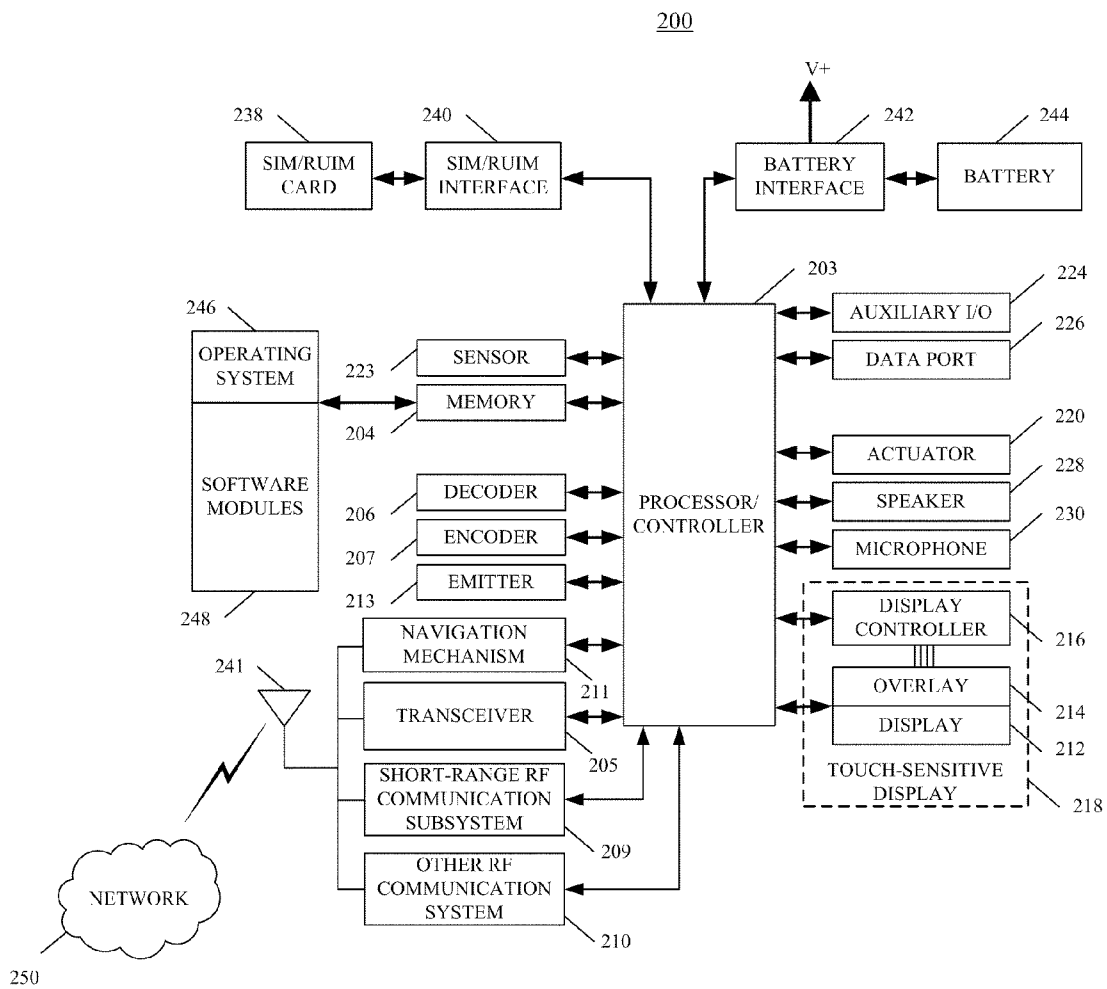 200
V+
238
240
242
244
SIM/RUIM
CARD
SIM/RUIM
INTERFACE
BATTERY
INTERFACE
BATTERY
203
224
246
AUXILIARY I/O
226
OPERATING
SYSTEM
223
SENSOR
DATA PORT
204
MEMORY
220
ACTUATOR
228
SOFTWARE
MODULES
206
DECODER
PROCESSOR/
CONTROLLER
SPEAKER
230
207
ENCODER
MICROPHONE
213
EMITTER
248
DISPLAY
CONTROLLER
216
NAVIGATION
MECHANISM
241
211
OVERLAY
214
TRANSCEIVER
DISPLAY
212
205
TOUCH-SENSITIVE
DISPLAY
218
SHORT-RANGE RF
COMMUNICATION
SUBSYSTEM
209
NETWORK
OTHER RF
COMMUNICATION
SYSTEM
210
250